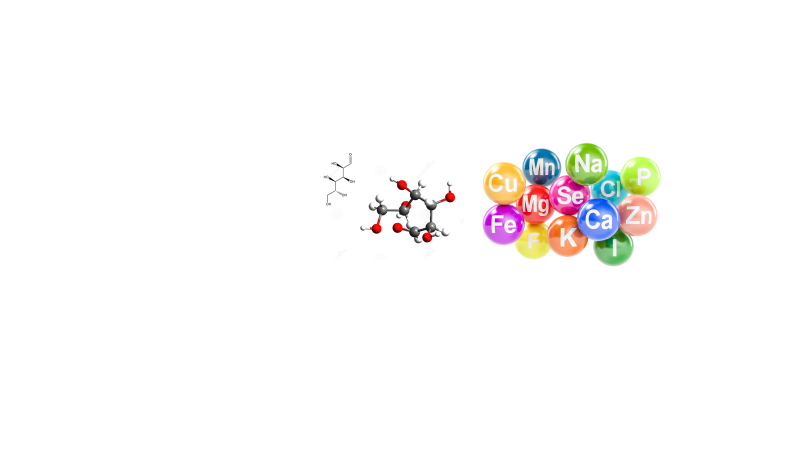 Cu Mn Na P
Mg Se Cl
Fe F K Ca Zn
I